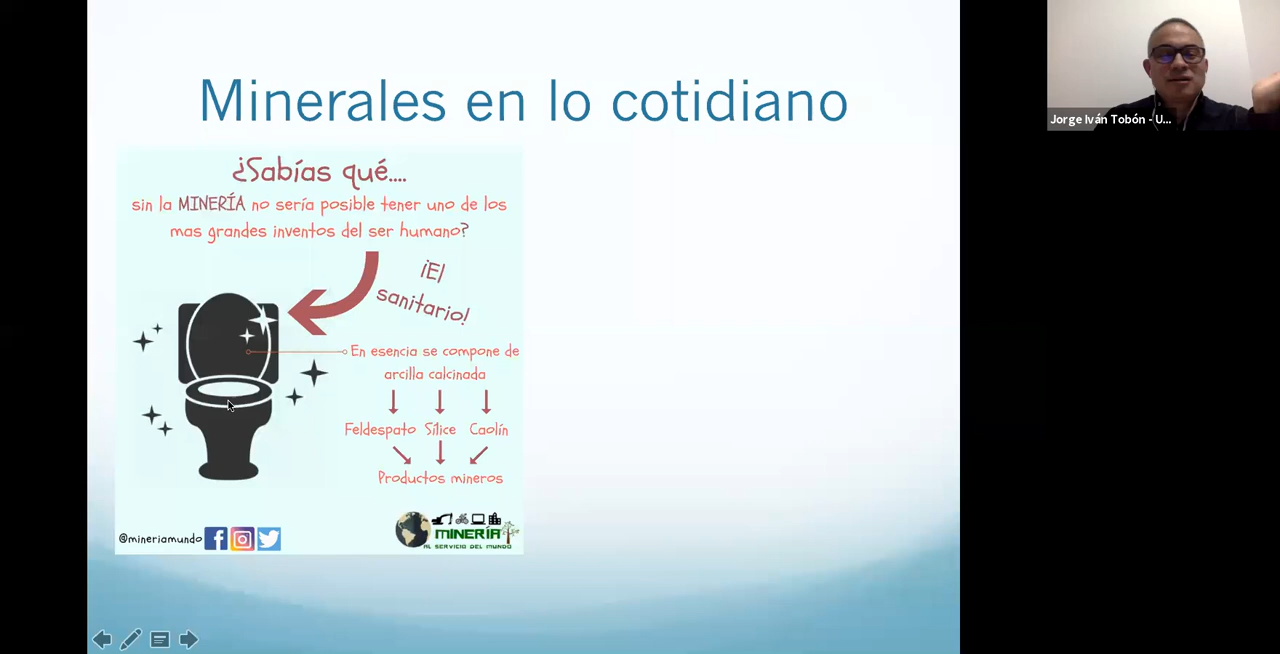 Minerales en lo cotidiano
¿Sabías qué....
sin la MINERÍA no sería posible tener uno de los
mas grandes inventos del ser humano?
¡El
sanitario!
En esencia se compone de
arcilla calcinada
Feldespato Sílice Caolín
Productos mineros
@mineriamundo
MINERÍA
AL SERVICIO DEL MUNDO
Jorge Iván Tobón - U...